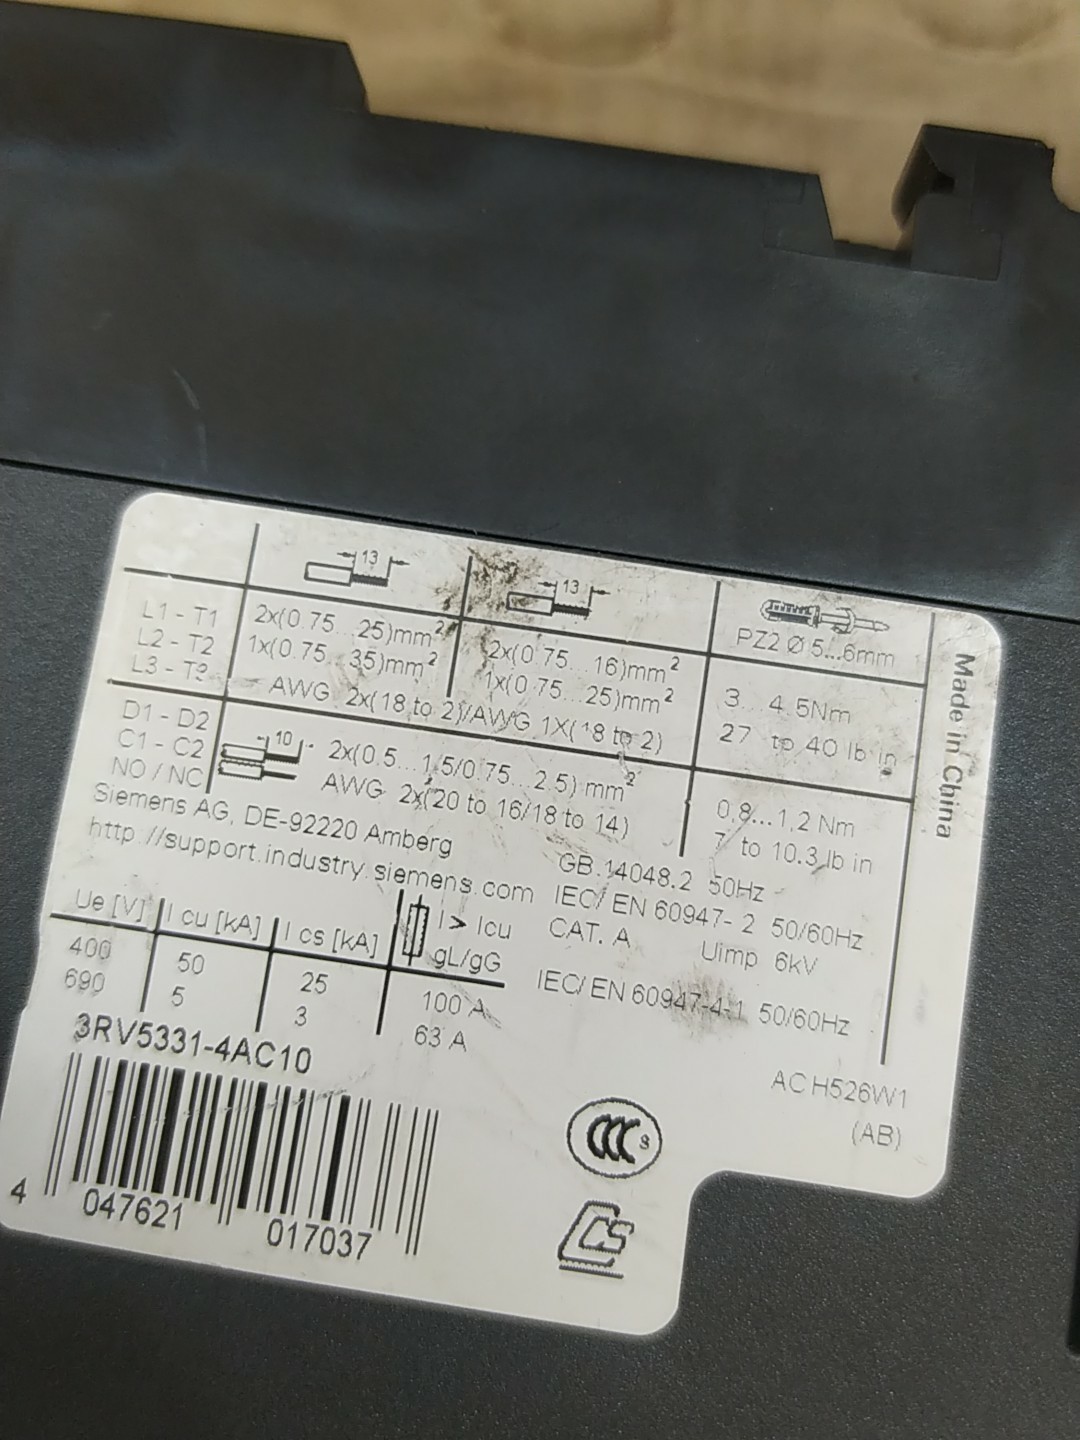 13
13
PZ2 Ø 5...6mm
L1 - T1
L2 - T2
L3 - T3
2x(0.75...25)mm²
1x(0.75...35)mm²
2x(0.75...16)mm²
1x(0.75...25)mm²
AWG 2x(18 to 2)/AWG 1X(18 to 2)
3...4.5Nm
27 to 40 lb in
D1 - D2
C1 - C2
NO / NC
10
2x(0.5...1,5/0.75...2.5) mm²
AWG 2x(20 to 16/18 to 14)
0,8...1,2 Nm
7 to 10.3 lb in
Made in China
Siemens AG, DE-92220 Amberg
http://support.industry.siemens.com
GB.14048.2 50Hz
IEC/ EN 60947- 2 50/60Hz
CAT. A Uimp 6kV
IEC/ EN 60947-4-1 50/60Hz
Ue [V] I cu [kA] I cs [kA] I > Icu
gL/gG
400 50 25 100 A
690 5 3 63 A
3RV5331-4AC10
AC H526W1
(AB)
CCC S
CS
4 047621 017037